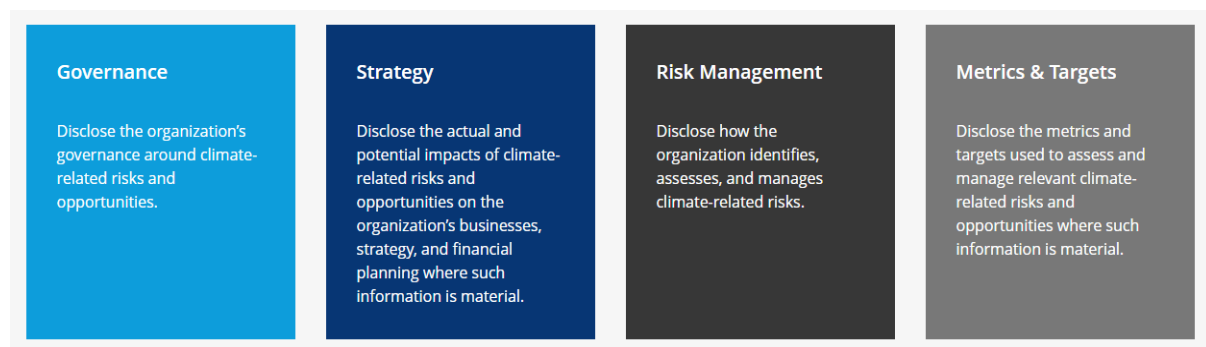 Governance
Disclose the organization’s
governance around climate-
related risks and
opportunities.
Strategy
Disclose the actual and
potential impacts of climate-
related risks and
opportunities on the
organization’s businesses,
strategy, and financial
planning where such
information is material.
Risk Management
Disclose how the
organization identifies,
assesses, and manages
climate-related risks.
Metrics & Targets
Disclose the metrics and
targets used to assess and
manage relevant climate-
related risks and
opportunities where such
information is material.